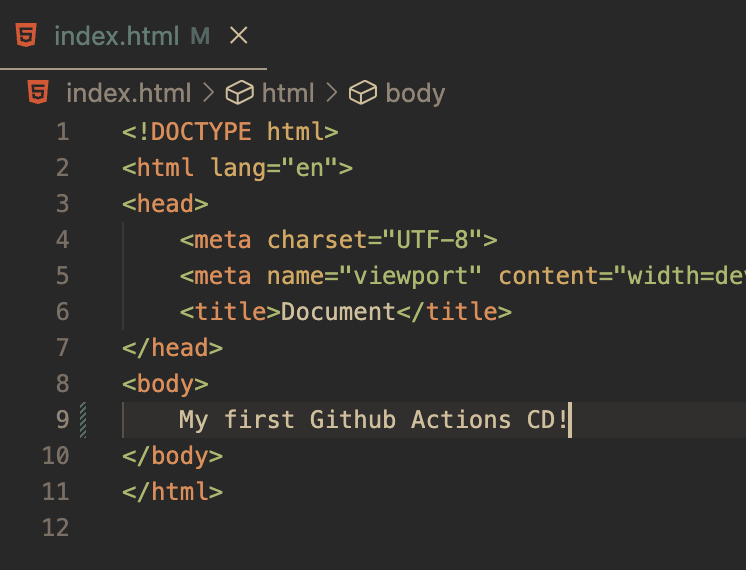 index.html M
index.html > html > body
1 <!DOCTYPE html>
2 <html lang="en">
3 <head>
4 <meta charset="UTF-8">
5 <meta name="viewport" content="width=dev
6 <title>Document</title>
7 </head>
8 <body>
9 My first Github Actions CD!
10 </body>
11 </html>
12